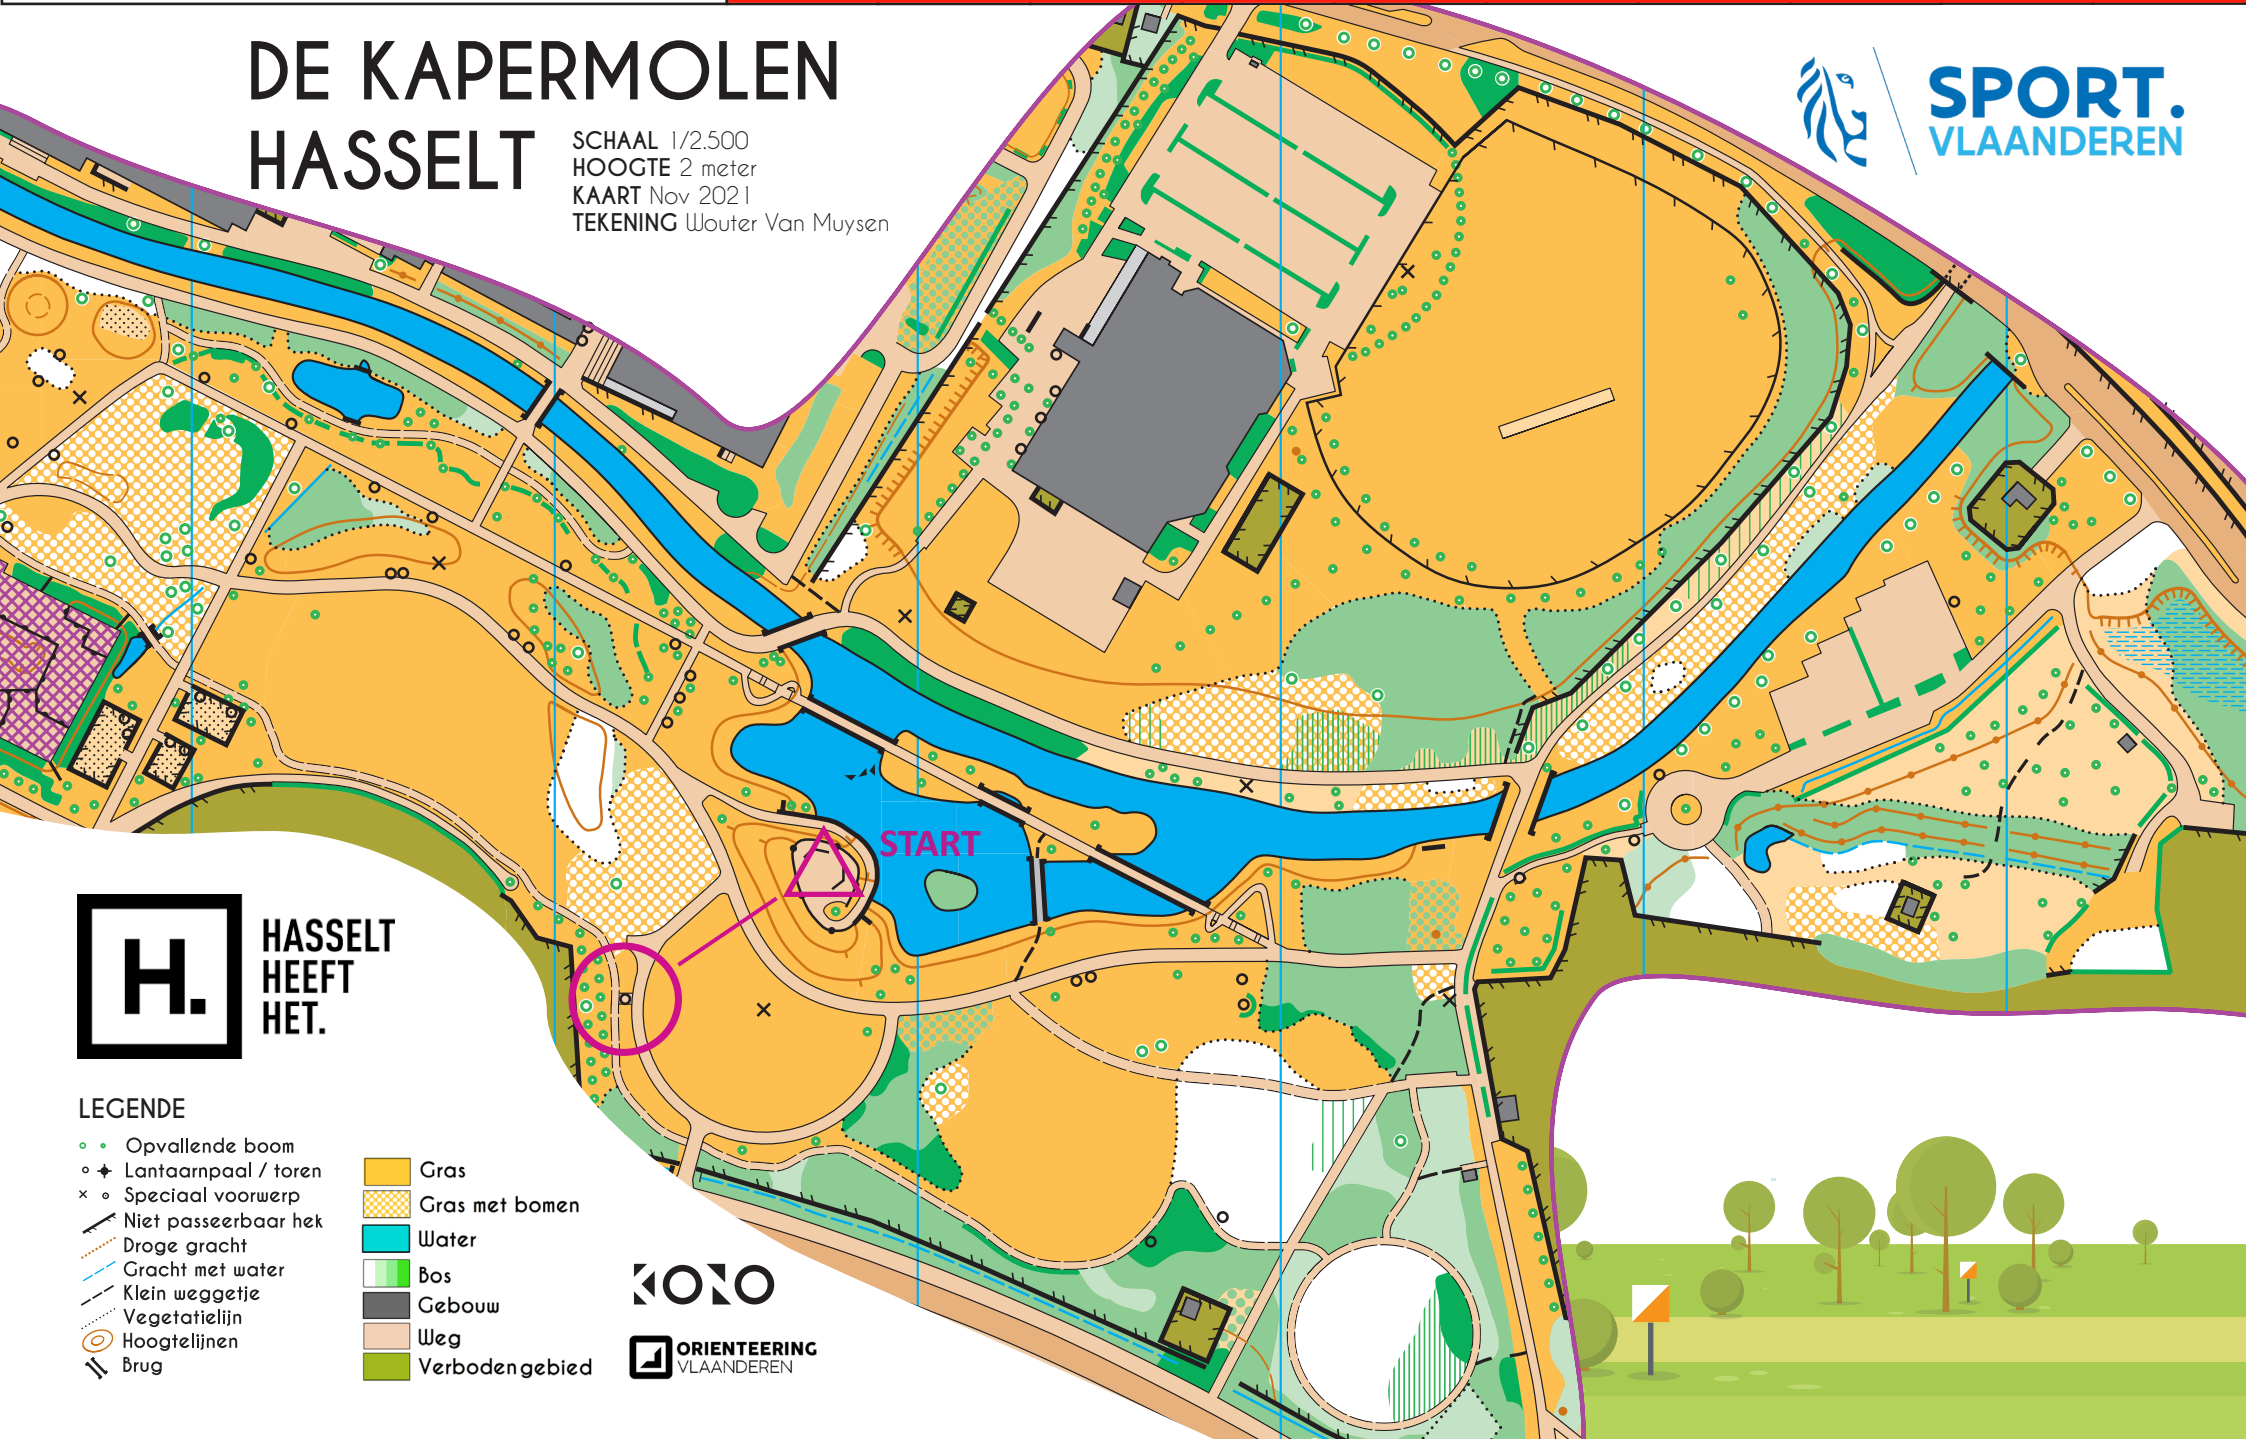 DE KAPERMOLEN
HASSELT
SCHAAL 1/2.500
HOOGTE 2 meter
KAART Nov 2021
TEKENING Wouter Van Muysen
SPORT.
VLAANDEREN
START
H.
HASSELT
HEEFT
HET.
LEGENDE
Opvallende boom
Lantaarnpaal / toren
Speciaal voorwerp
Niet passeerbaar hek
Droge gracht
Gracht met water
Klein weggetje
Vegetatielijn
Hoogtelijnen
Brug
Gras
Gras met bomen
Water
Bos
Gebouw
Weg
Verboden gebied
KONO
ORIENTEERING
VLAANDEREN